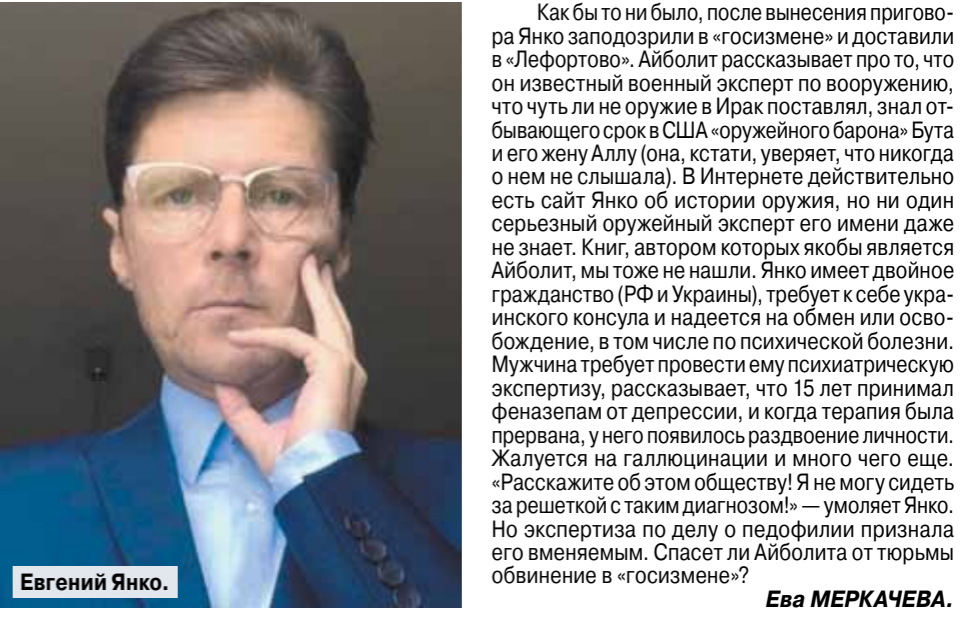 Как бы то ни было, после вынесения пригово-
ра Янко заподозрили в «госизмене» и доставили
в «Лефортово». Айболит рассказывает про то, что
он известный военный эксперт по вооружению,
что чуть ли не оружие в Ирак поставлял, знал от-
бывающего срок в США «оружейного барона» Бута
и его жену Аллу (она, кстати, уверяет, что никогда
о нем не слышала). В Интернете действительно
есть сайт Янко об истории оружия, но ни один
серьезный оружейный эксперт его имени даже
не знает. Книг, автором которых якобы является
Айболит, мы тоже не нашли. Янко имеет двойное
гражданство (РФ и Украины), требует к себе укра-
инского консула и надеется на обмен или осво-
бождение, в том числе по психической болезни.
Мужчина требует провести ему психиатрическую
экспертизу, рассказывает, что 15 лет принимал
феназепам от депрессии, и когда терапия была
прервана, у него появилось раздвоение личности.
Жалуется на галлюцинации и много чего еще.
«Расскажите об этом обществу! Я не могу сидеть
за решеткой с таким диагнозом!» — умоляет Янко.
Но экспертиза по делу о педофилии признала
его вменяемым. Спасет ли Айболита от тюрьмы
обвинение в «госизмене»?
Ева МЕРКАЧЕВА.
Евгений Янко.